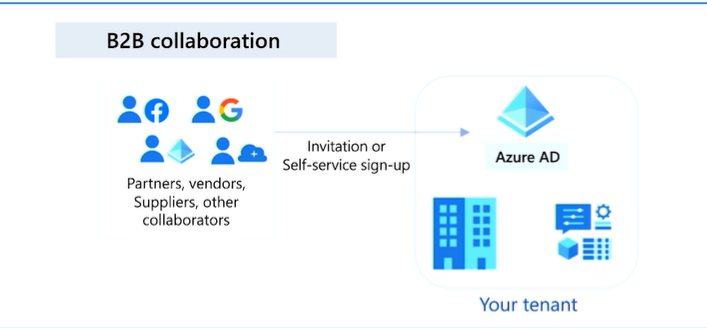 B2B collaboration
Invitation or
Self-service sign-up
Partners, vendors,
Suppliers, other
collaborators
Azure AD
Your tenant